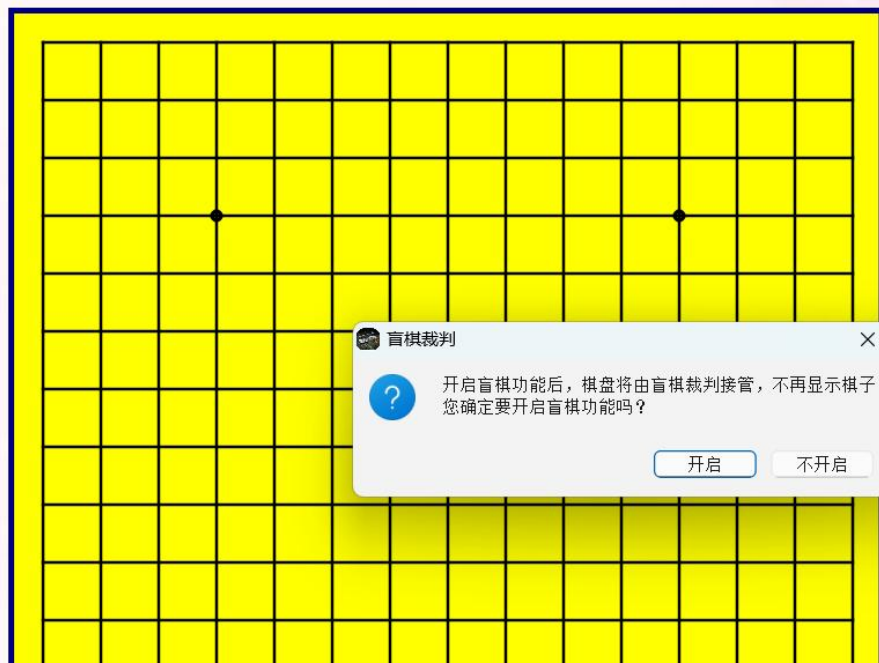 盲棋裁判
开启盲棋功能后，棋盘将由盲棋裁判接管，不再显示棋子
您确定要开启盲棋功能吗？
开启
不开启